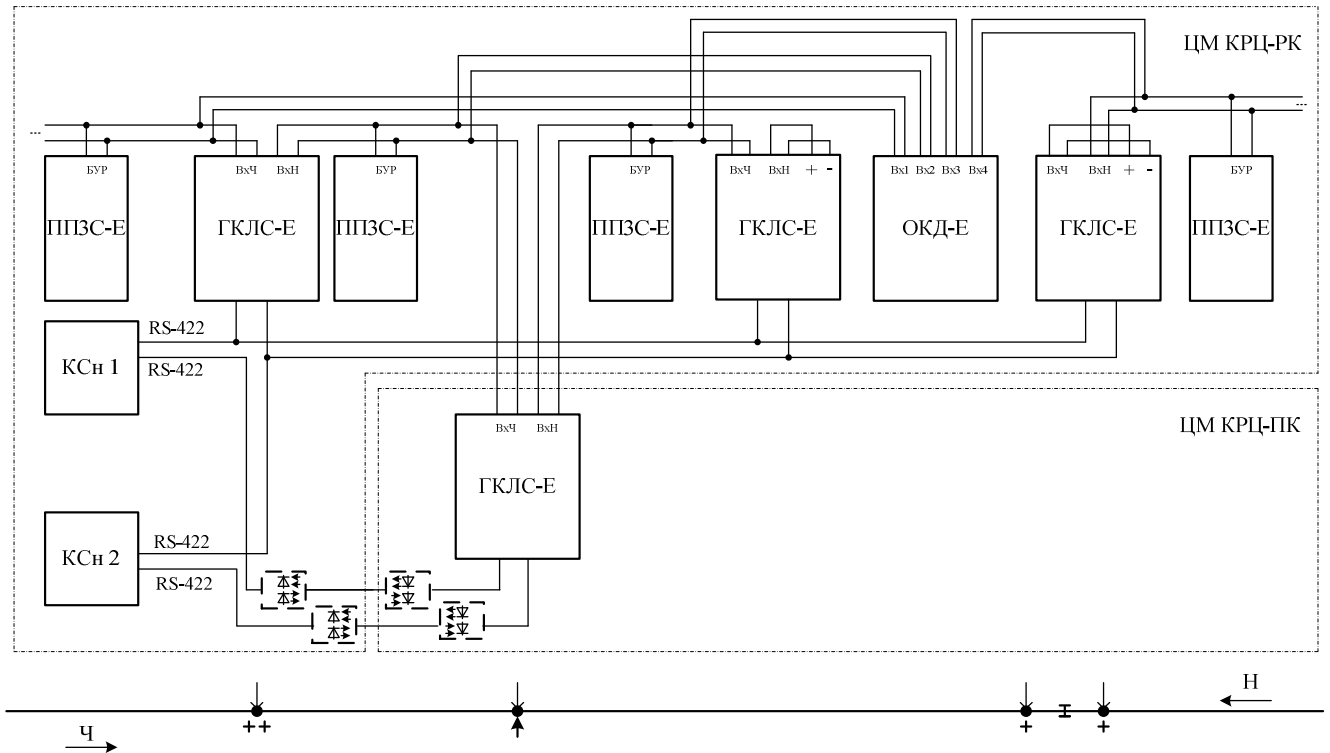 ЦМ КРЦ-РК
...
...
БУР
ВхЧ ВхН
БУР
БУР
ВхЧ ВхН + -
Вх1 Вх2 Вх3 Вх4
ВхЧ ВхН + -
БУР
ППЗС-Е
ГКЛС-Е
ППЗС-Е
ППЗС-Е
ГКЛС-Е
ОКД-Е
ГКЛС-Е
ППЗС-Е
RS-422
КСн 1
RS-422
ЦМ КРЦ-ПК
ВхЧ ВхН
ГКЛС-Е
RS-422
КСн 2
RS-422
Н
++
+
+
Ч